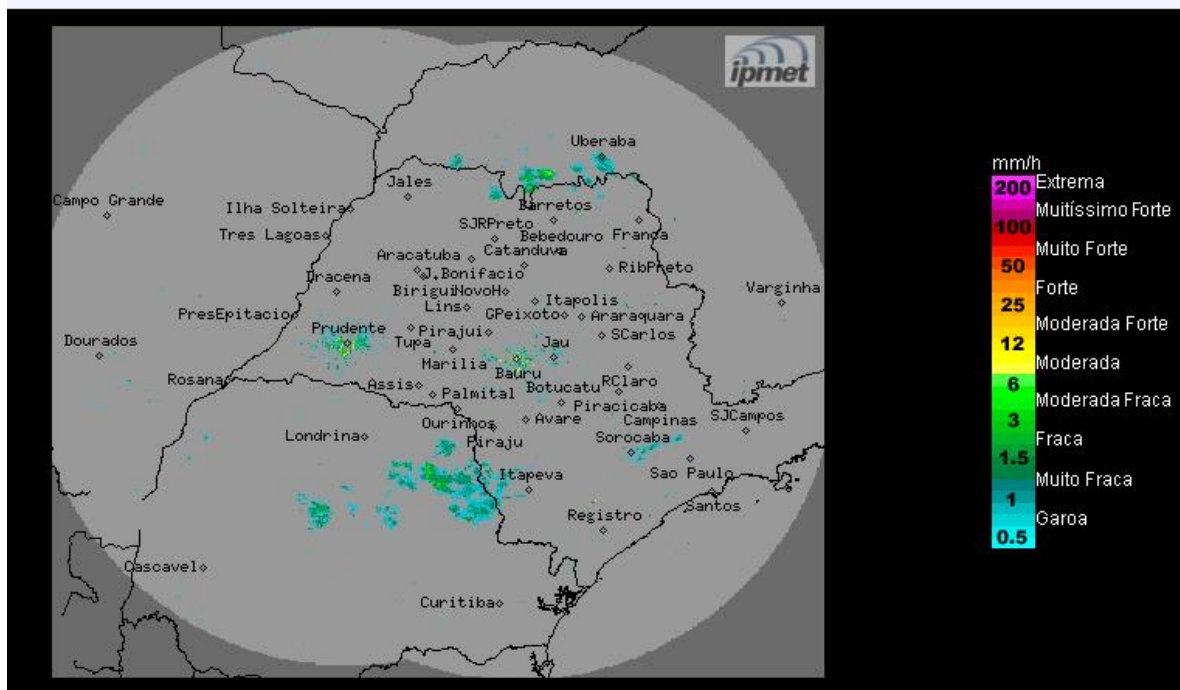 ipmet
Uberaba
Jales
Campo Grande
Ilha Solteira
Barretos
SJRPreto
Tres Lagoas
Bebedouro
Franca
Catanduva
Aracatuba
J.Bonifacio
RibPreto
Dracena
Birigui
NovoH
Varginha
Itapolis
Lins
PresEpitacio
GPeixoto
Araraquara
Prudente
Pirajui
SCarlos
Dourados
Tupa
Jau
Marilia
Bauru
Rosana
RClaro
Assis
Botucatu
Palmital
Piracicaba
SJCampos
Ourinhos
Avare
Campinas
Londrina
Piraju
Sorocaba
Itapeva
Sao Paulo
Registro
Santos
Cascavel
Curitiba
mm/h
200
Extrema
Muitíssimo Forte
100
Muito Forte
50
Forte
25
Moderada Forte
12
Moderada
6
Moderada Fraca
3
Fraca
1.5
Muito Fraca
1
Garoa
0.5